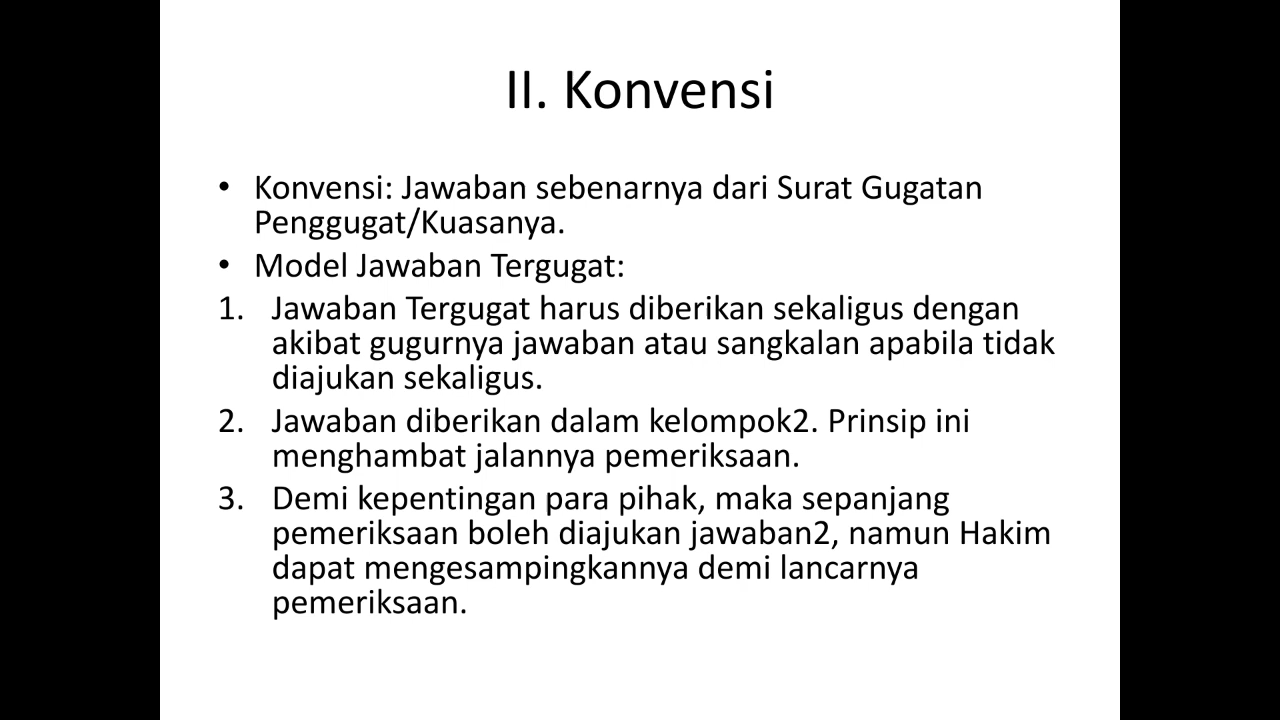 II. Konvensi
• Konvensi: Jawaban sebenarnya dari Surat Gugatan
Penggugat/Kuasanya.
• Model Jawaban Tergugat:
1. Jawaban Tergugat harus diberikan sekaligus dengan
akibat gugurnya jawaban atau sangkalan apabila tidak
diajukan sekaligus.
2. Jawaban diberikan dalam kelompok2. Prinsip ini
menghambat jalannya pemeriksaan.
3. Demi kepentingan para pihak, maka sepanjang
pemeriksaan boleh diajukan jawaban2, namun Hakim
dapat mengesampingkannya demi lancarnya
pemeriksaan.